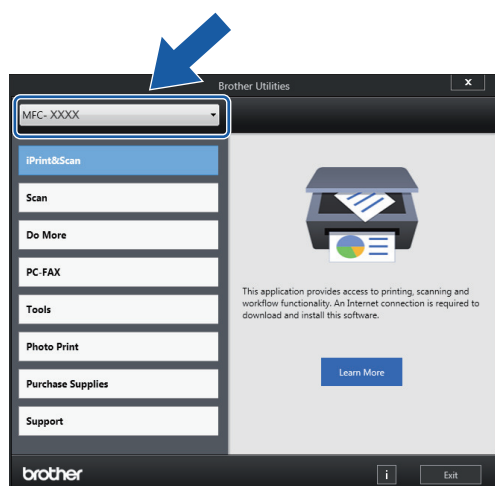 Brother Utilities
X
MFC- XXXX
iPrint&Scan
Scan
Do More
PC-FAX
Tools
Photo Print
Purchase Supplies
Support
This application provides access to printing, scanning and
workflow functionality. An Internet connection is required to
download and install this software.
Learn More
brother
i
Exit